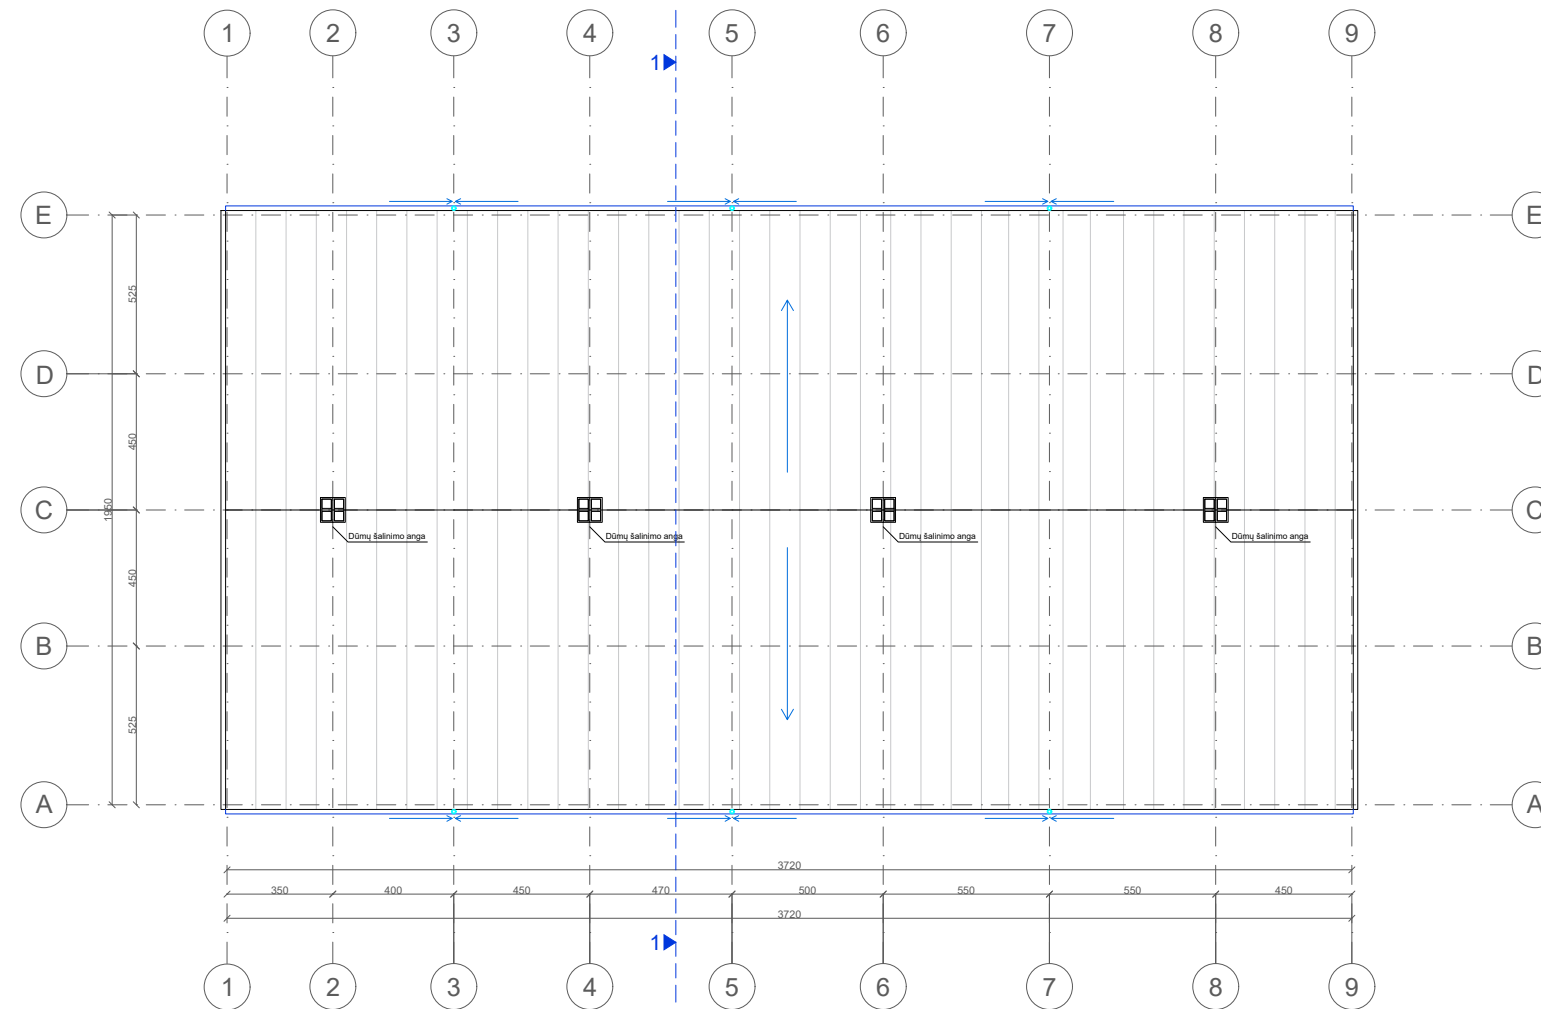 1 2 3 4 5 6 7 8 9
1
E E
525
D D
450
C C
1950
Dūmų šalinimo anga Dūmų šalinimo anga Dūmų šalinimo anga Dūmų šalinimo anga
450
B B
525
A A
3720
350 400 450 470 500 550 550 450
3720
1
1 2 3 4 5 6 7 8 9